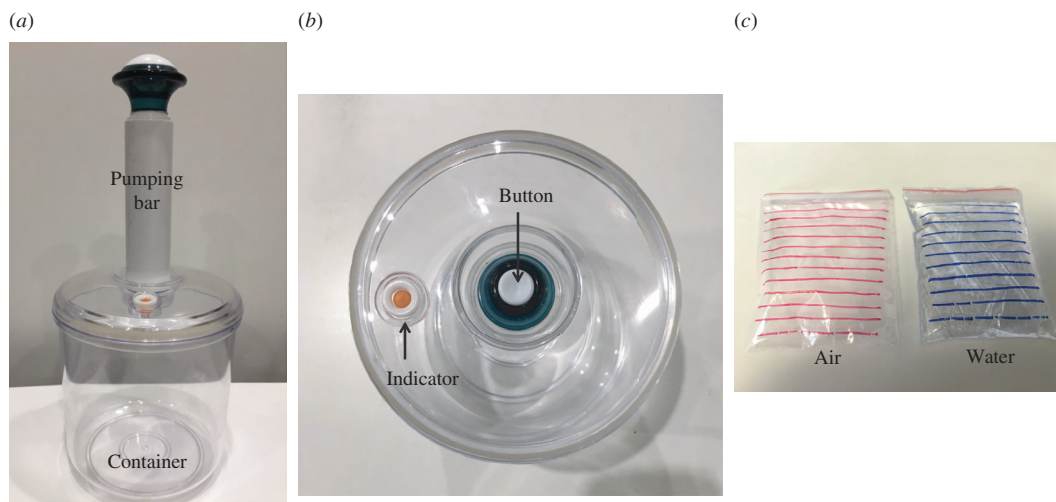 (a)
(b)
(c)
Pumping
bar
Container
Button
Indicator
Air
Water